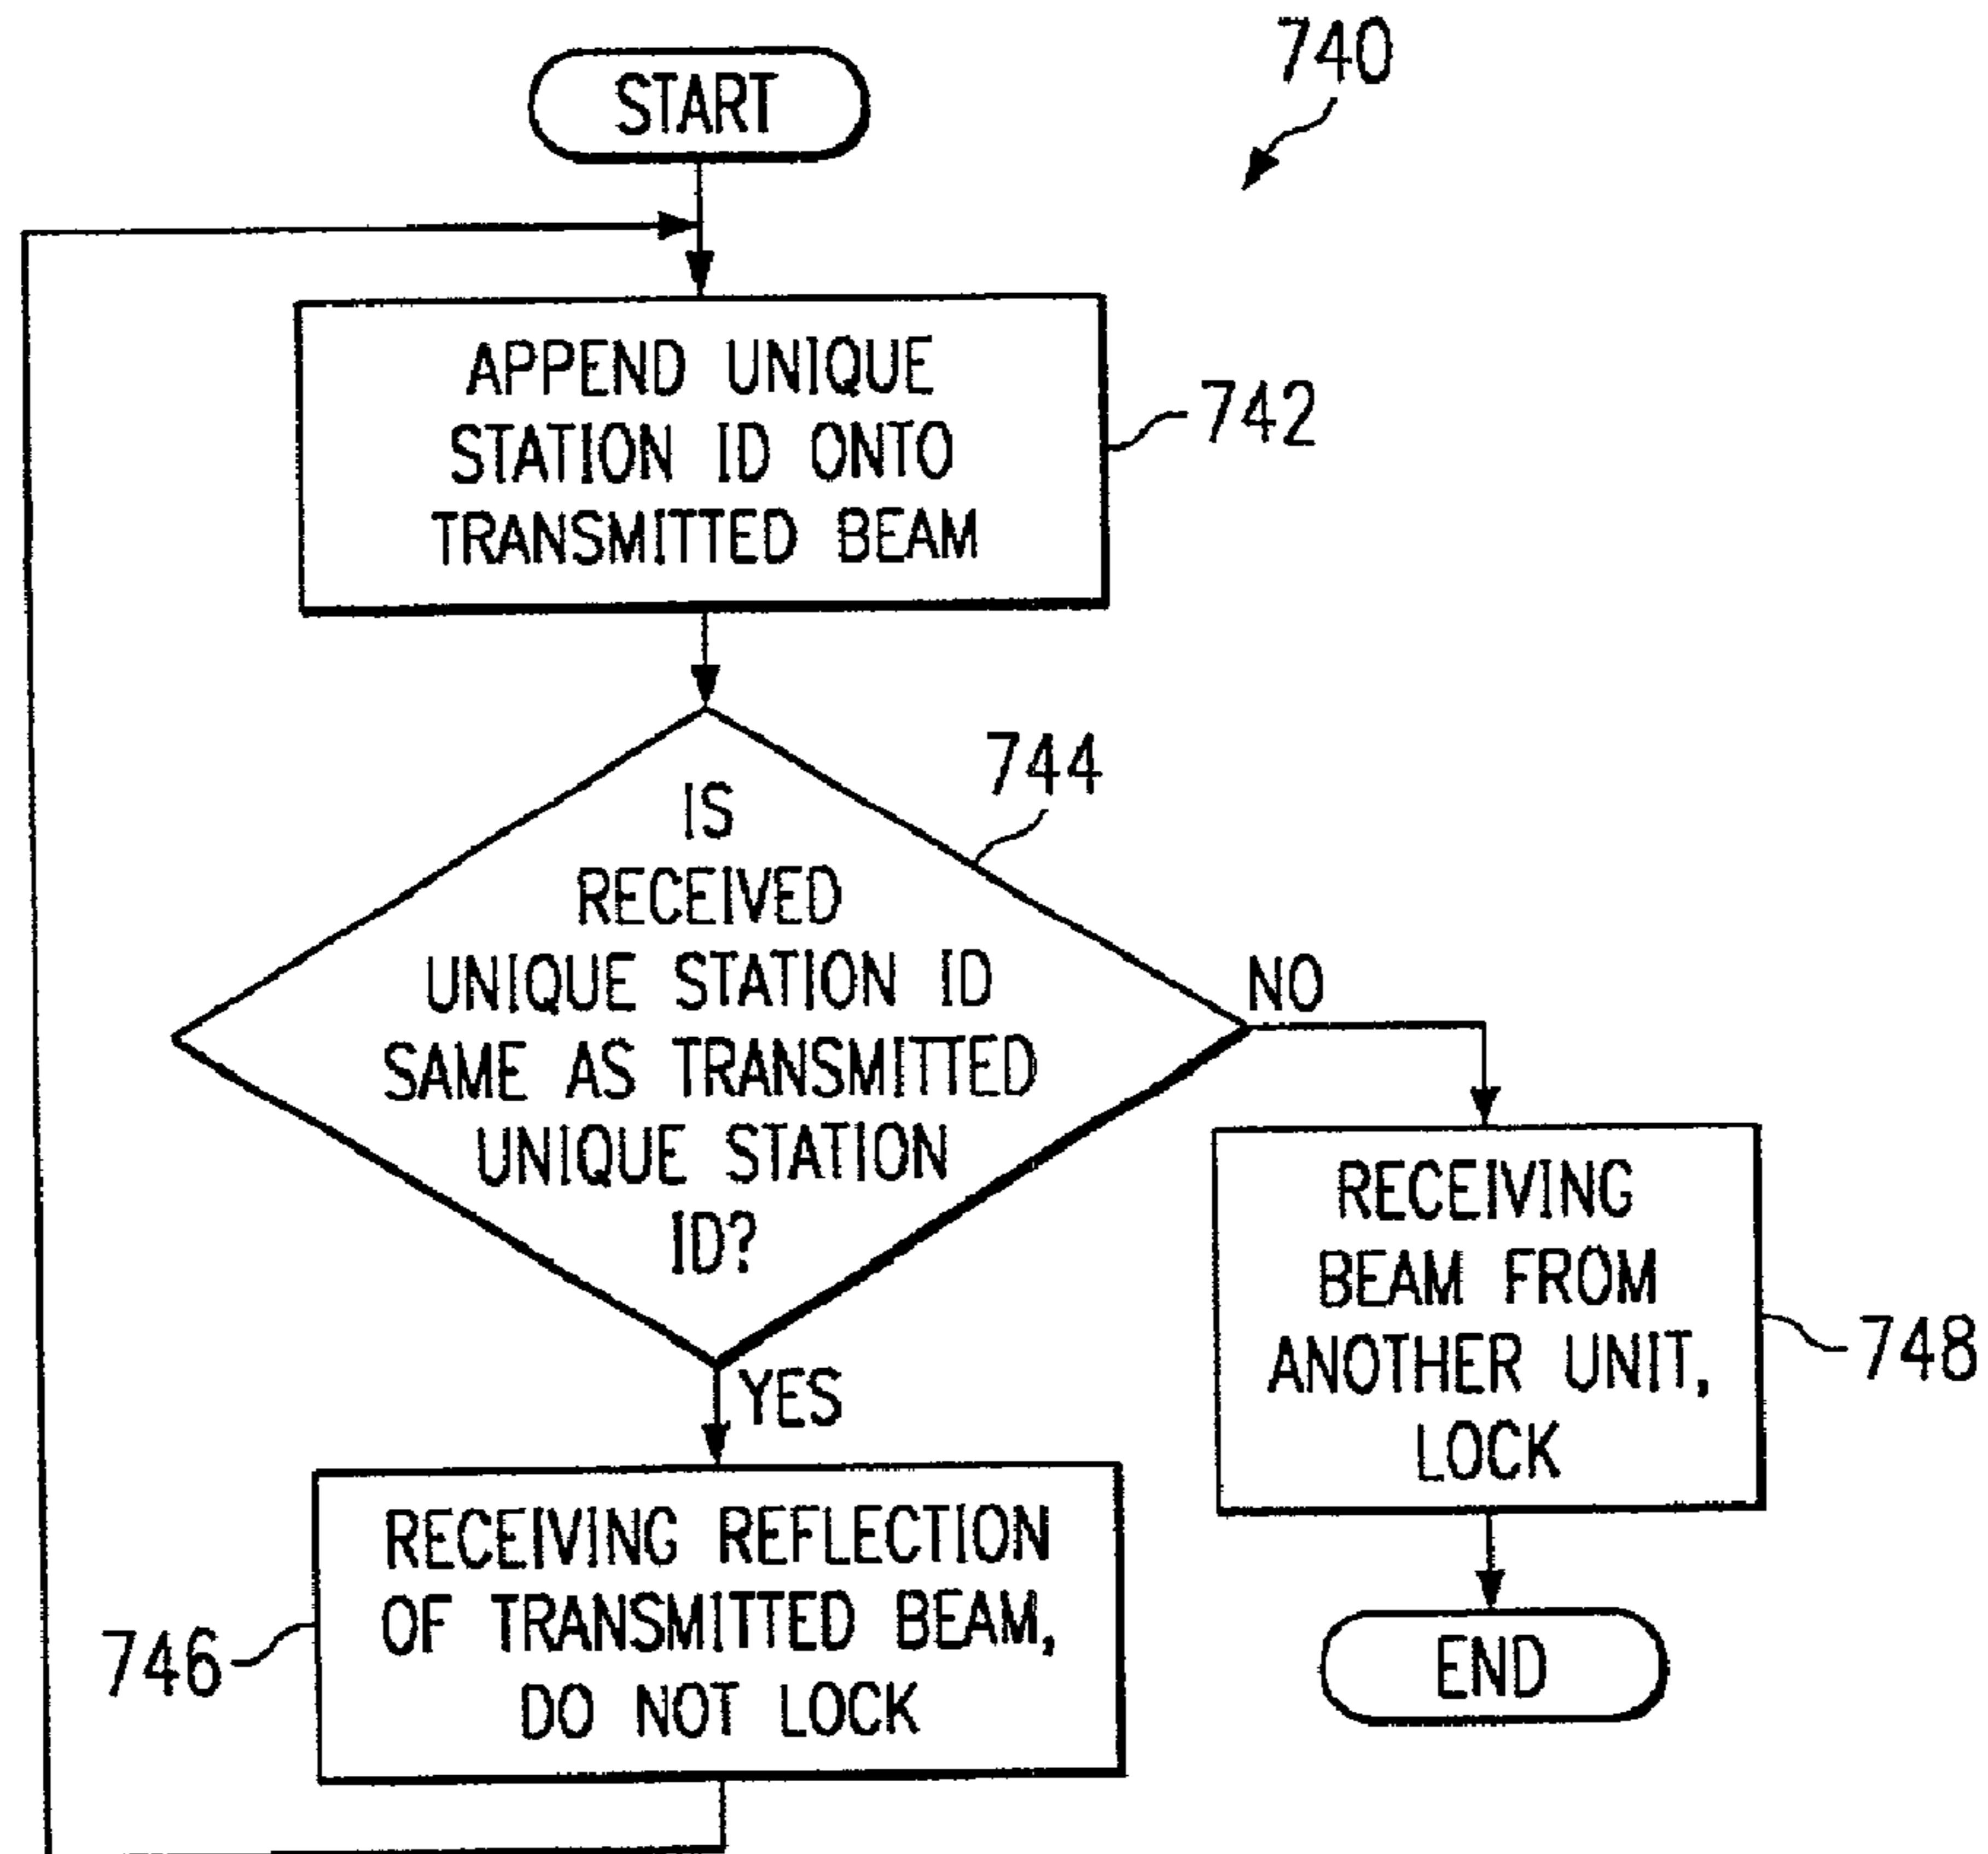 START
740
APPEND UNIQUE
STATION ID ONTO
TRANSMITTED BEAM
742
744
IS
RECEIVED
UNIQUE STATION ID
SAME AS TRANSMITTED
UNIQUE STATION
ID?
NO
YES
RECEIVING
BEAM FROM
ANOTHER UNIT,
LOCK
748
RECEIVING REFLECTION
OF TRANSMITTED BEAM,
DO NOT LOCK
746
END